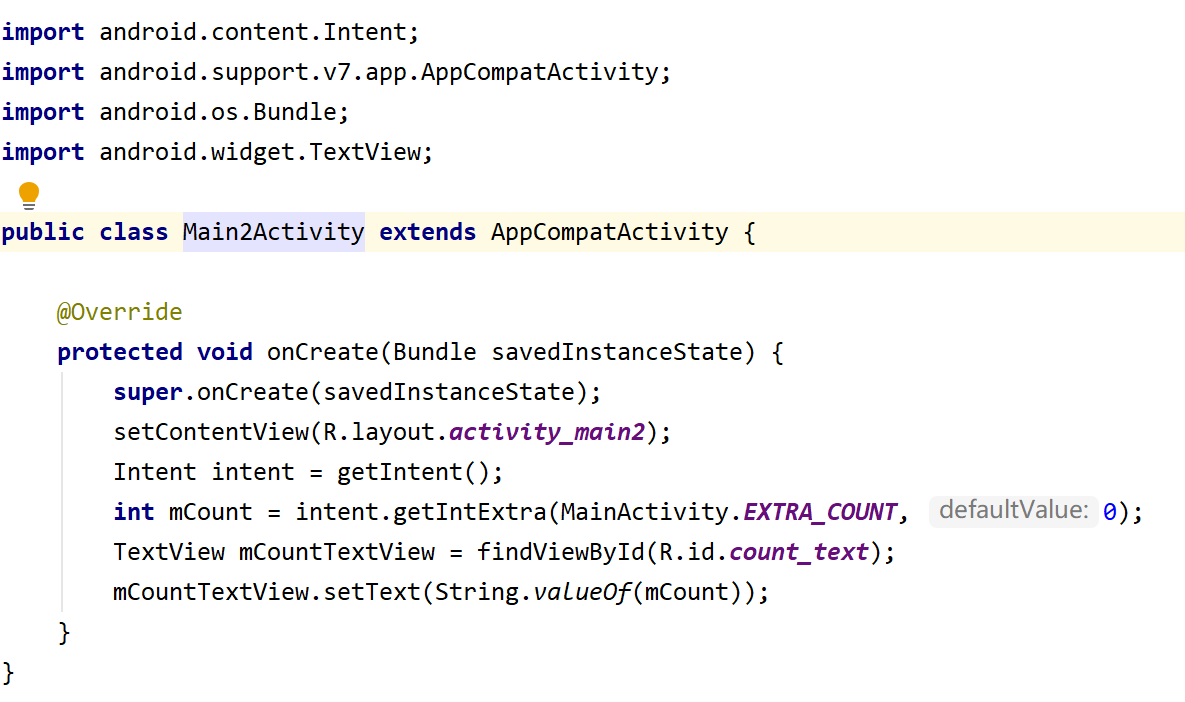 import android.content.Intent;
import android.support.v7.app.AppCompatActivity;
import android.os.Bundle;
import android.widget.TextView;
public class Main2Activity extends AppCompatActivity {
@Override
protected void onCreate(Bundle savedInstanceState) {
super.onCreate(savedInstanceState);
setContentView(R.layout.activity_main2);
Intent intent = getIntent();
int mCount = intent.getIntExtra(MainActivity.EXTRA_COUNT, defaultValue: 0);
TextView mCountTextView = findViewById(R.id.count_text);
mCountTextView.setText(String.valueOf(mCount));
}
}